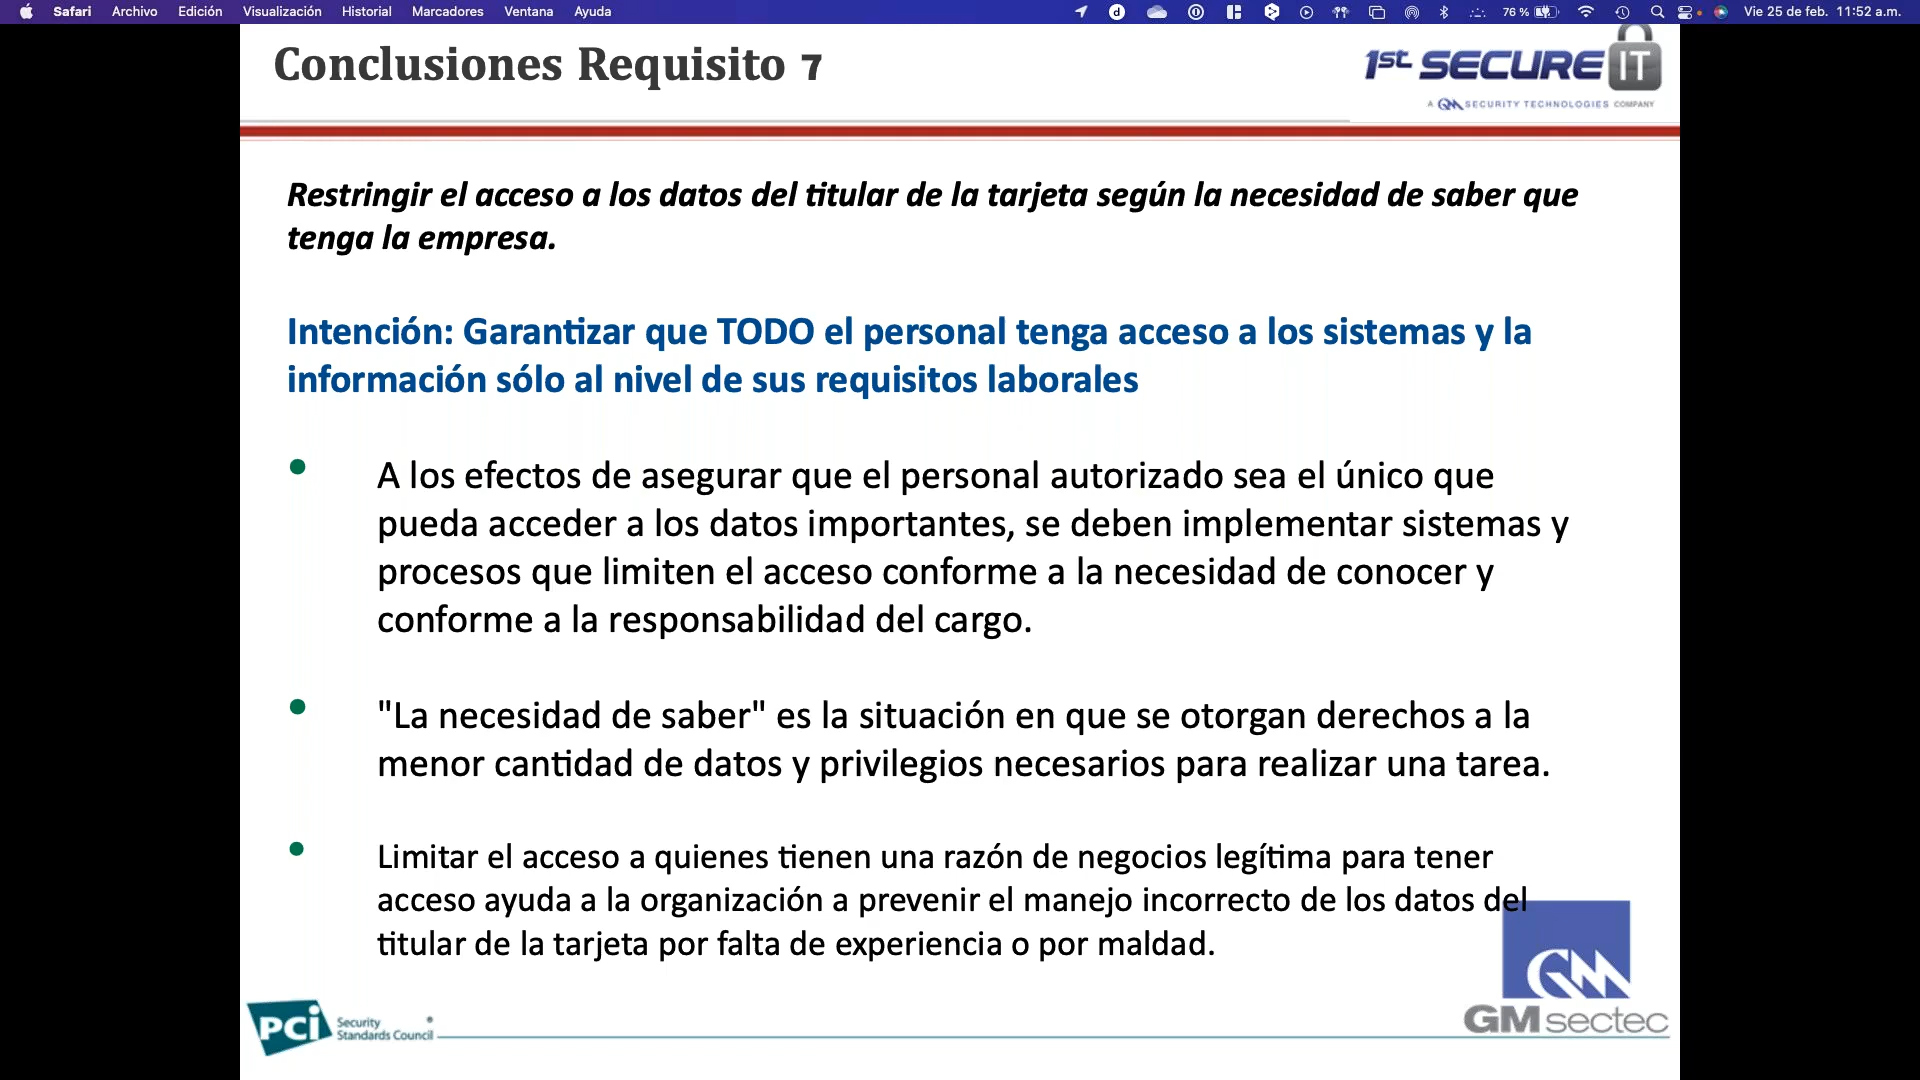 Safari Archivo Edición Visualización Historial Marcadores Ventana Ayuda 76 % Vie 25 de feb. 11:52 a.m.
Conclusiones Requisito 7
1st SECURE IT
A GM SECURITY TECHNOLOGIES COMPANY
Restringir el acceso a los datos del titular de la tarjeta según la necesidad de saber que
tenga la empresa.
Intención: Garantizar que TODO el personal tenga acceso a los sistemas y la
información sólo al nivel de sus requisitos laborales
• A los efectos de asegurar que el personal autorizado sea el único que
pueda acceder a los datos importantes, se deben implementar sistemas y
procesos que limiten el acceso conforme a la necesidad de conocer y
conforme a la responsabilidad del cargo.
• "La necesidad de saber" es la situación en que se otorgan derechos a la
menor cantidad de datos y privilegios necesarios para realizar una tarea.
• Limitar el acceso a quienes tienen una razón de negocios legítima para tener
acceso ayuda a la organización a prevenir el manejo incorrecto de los datos del
titular de la tarjeta por falta de experiencia o por maldad.
GM
GM sectec
PCi Security
Standards Council